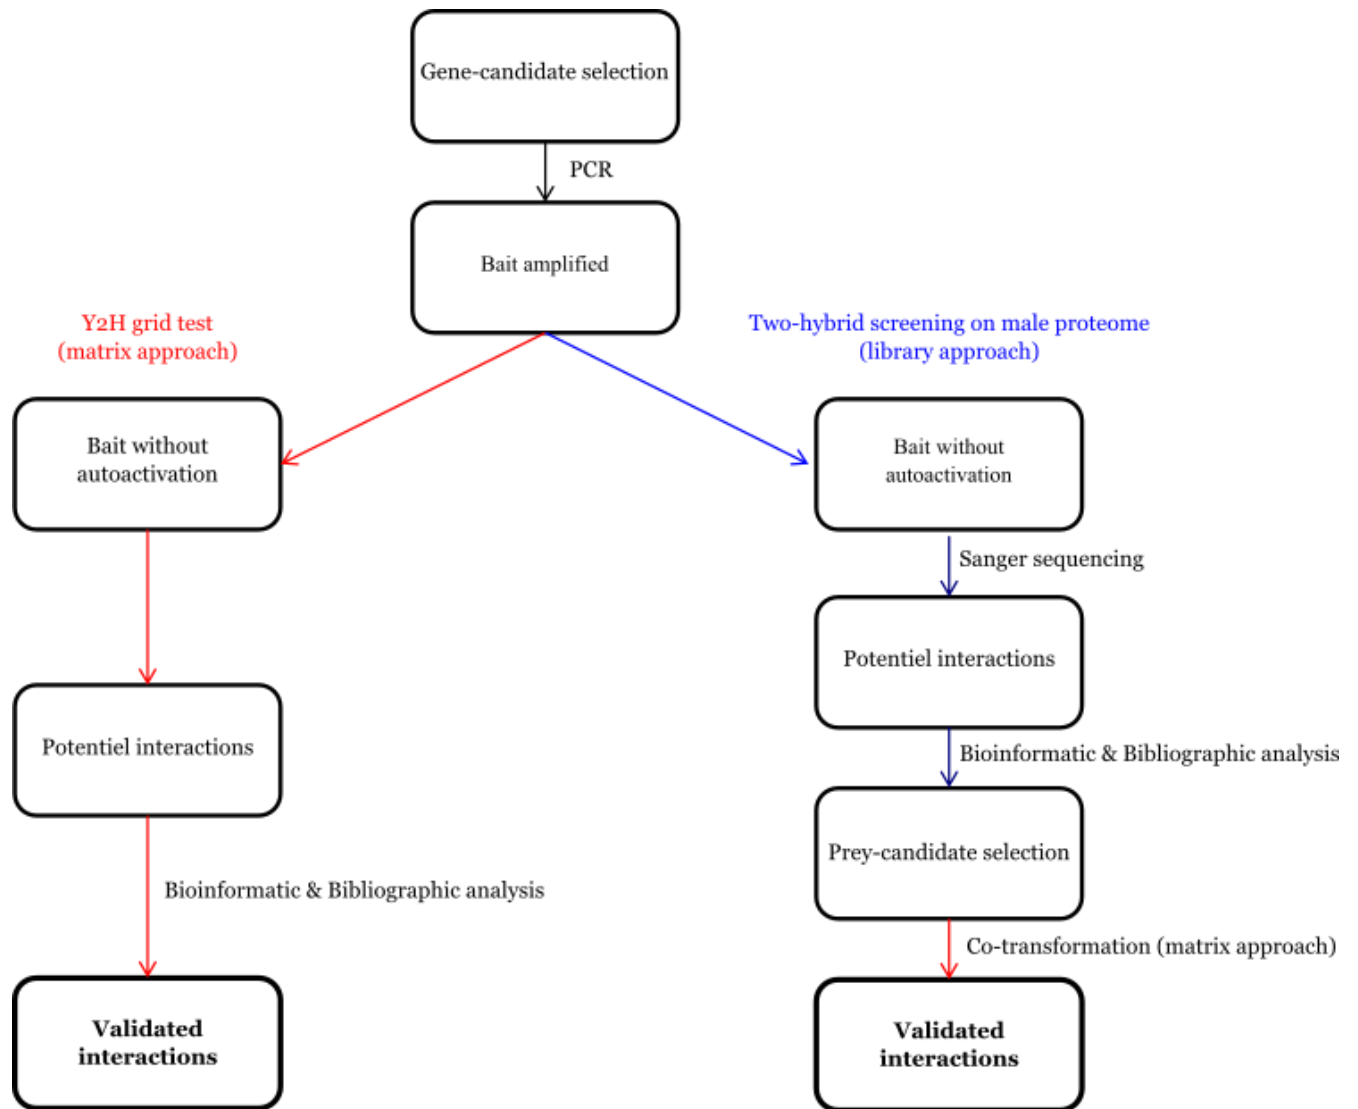 Gene-candidate selection
PCR
Bait amplified
Y2H grid test
(matrix approach)
Two-hybrid screening on male proteome
(library approach)
Bait without
autoactivation
Bait without
autoactivation
Sanger sequencing
Potentiel interactions
Potentiel interactions
Bioinformatic & Bibliographic analysis
Prey-candidate selection
Bioinformatic & Bibliographic analysis
Co-transformation (matrix approach)
Validated
interactions
Validated
interactions